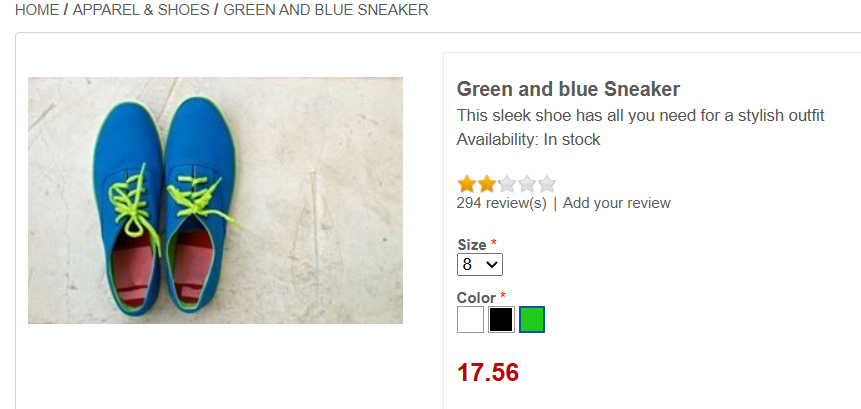 HOME / APPAREL & SHOES / GREEN AND BLUE SNEAKER
Green and blue Sneaker
This sleek shoe has all you need for a stylish outfit
Availability: In stock
294 review(s) | Add your review
Size *
8
Color *
17.56